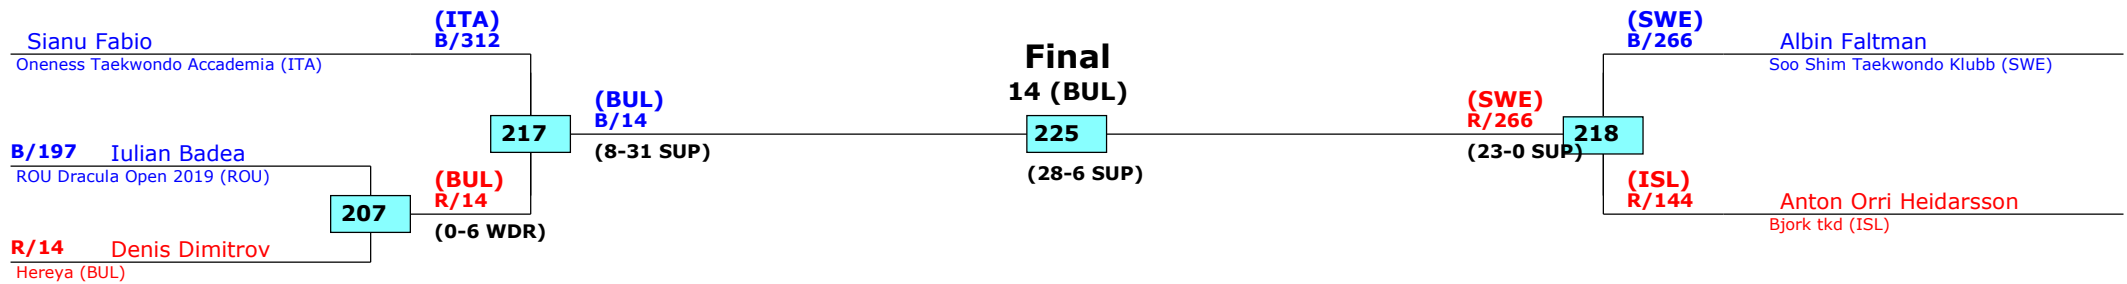 (ITA)
B/312
Sianu Fabio
Oneness Taekwondo Accademia (ITA)
B/197 Iulian Badea
ROU Dracula Open 2019 (ROU)
R/14 Denis Dimitrov
Hereya (BUL)
207
(BUL)
R/14
(0-6 WDR)
217
(BUL)
B/14
(8-31 SUP)
Final
14 (BUL)
225
(28-6 SUP)
(SWE)
R/266
(23-0 SUP)
218
(SWE)
B/266
Albin Faltman
Soo Shim Taekwondo Klubb (SWE)
(ISL)
R/144
Anton Orri Heidarsson
Bjork tkd (ISL)